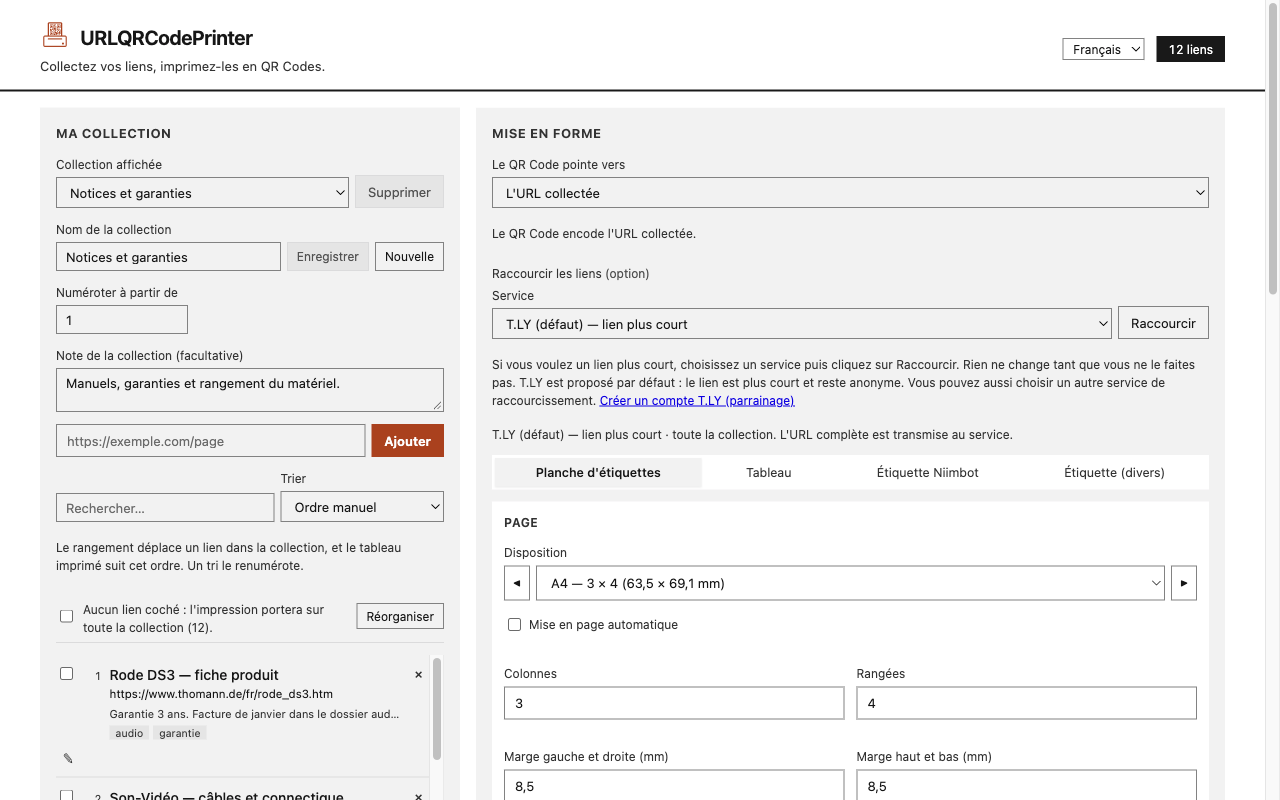 URLQRCodePrinter
Collectez vos liens, imprimez-les en QR Codes.
Français
12 liens
MA COLLECTION
Collection affichée
Notices et garanties
Supprimer
Nom de la collection
Notices et garanties
Enregistrer
Nouvelle
Numéroter à partir de
1
Note de la collection (facultative)
Manuels, garanties et rangement du matériel.
https://exemple.com/page
Ajouter
Trier
Rechercher...
Ordre manuel
Le rangement déplace un lien dans la collection, et le tableau
imprimé suit cet ordre. Un tri le renumérote.
Aucun lien coché : l'impression portera sur
toute la collection (12).
Réorganiser
1 Rode DS3 — fiche produit
https://www.thomann.de/fr/rode_ds3.htm
Garantie 3 ans. Facture de janvier dans le dossier aud...
audio garantie
2 Son-Vidéo — câbles et connectique
MISE EN FORME
Le QR Code pointe vers
L'URL collectée
Le QR Code encode l'URL collectée.
Raccourcir les liens (option)
Service
T.LY (défaut) — lien plus court
Raccourcir
Si vous voulez un lien plus court, choisissez un service puis cliquez sur Raccourcir. Rien ne change tant que vous ne le faites
pas. T.LY est proposé par défaut : le lien est plus court et reste anonyme. Vous pouvez aussi choisir un autre service de
raccourcissement. Créer un compte T.LY (parrainage)
T.LY (défaut) — lien plus court · toute la collection. L'URL complète est transmise au service.
Planche d'étiquettes
Tableau
Étiquette Niimbot
Étiquette (divers)
PAGE
Disposition
A4 — 3 × 4 (63,5 × 69,1 mm)
Mise en page automatique
Colonnes
Rangées
3
4
Marge gauche et droite (mm)
Marge haut et bas (mm)
8,5
8,5